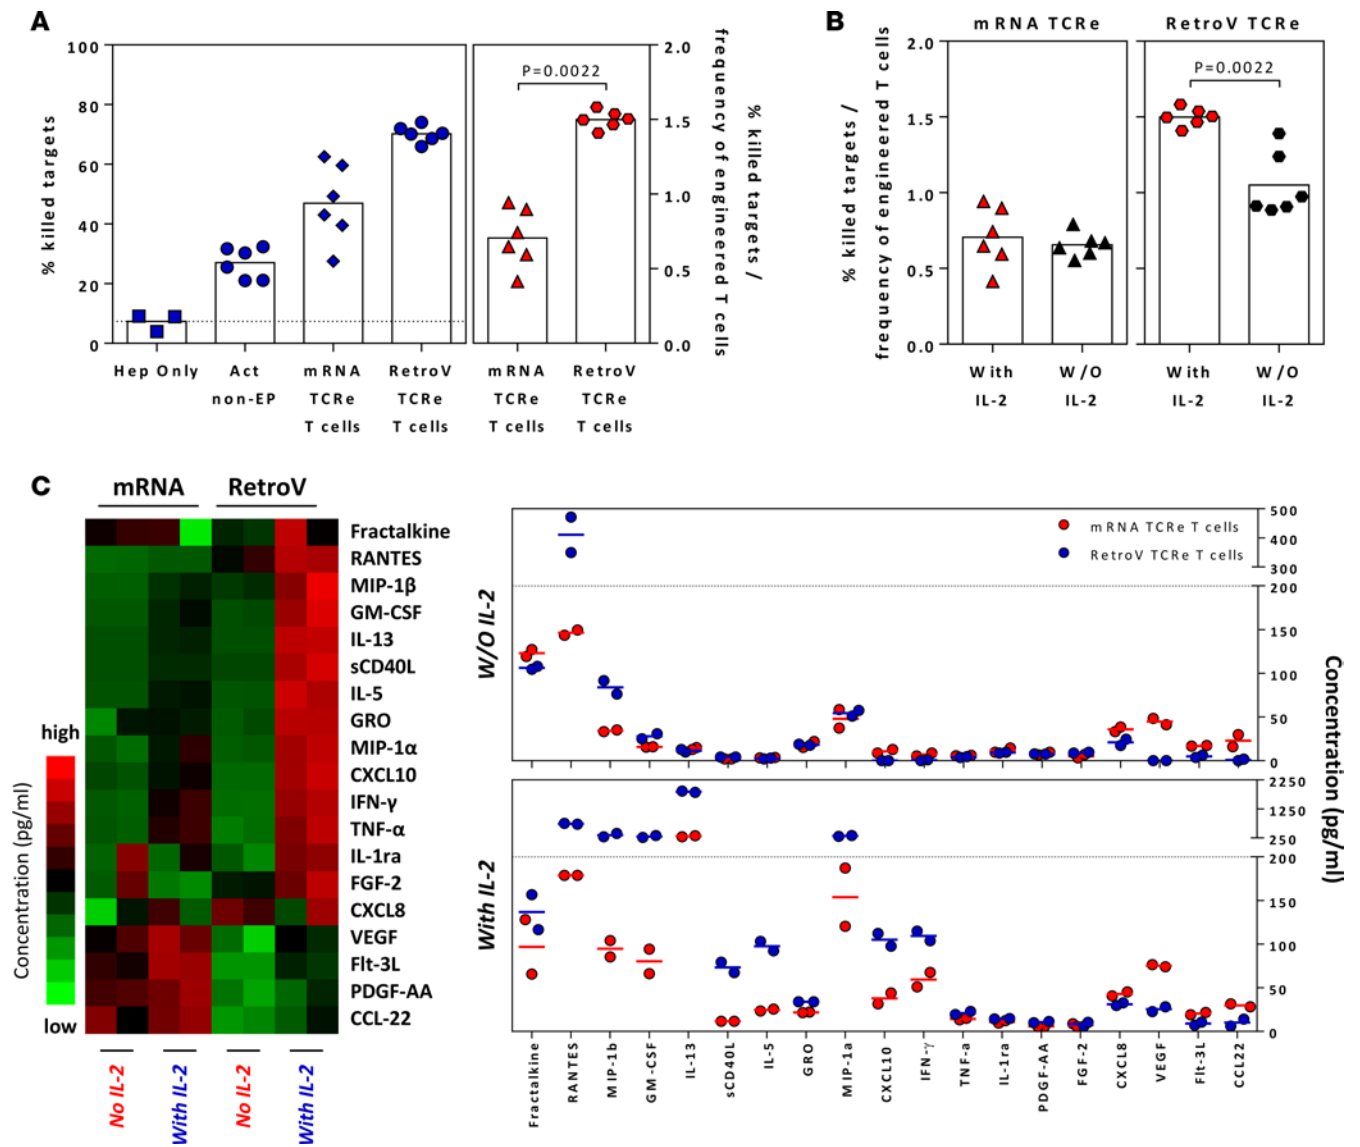 A
100
80
60
40
20
0
% killed targets
Hep Only
Act
non-EP
mRNA
TCRe
T cells
RetroV
TCRe
T cells
P=0.0022
mRNA
TCRe
T cells
RetroV
TCRe
T cells
2.0
1.5
1.0
0.5
0.0
% killed targets /
frequency of engineered T cells
B
mRNA TCRe
RetroV TCRe
% killed targets /
frequency of engineered T cells
2.0
1.5
1.0
0.5
0.0
P=0.0022
With
IL-2
W/O
IL-2
With
IL-2
W/O
IL-2
C
mRNA
RetroV
Fractalkine
RANTES
MIP-1β
GM-CSF
IL-13
sCD40L
IL-5
GRO
MIP-1α
CXCL10
IFN-γ
TNF-α
IL-1ra
FGF-2
CXCL8
VEGF
Flt-3L
PDGF-AA
CCL-22
high
Concentration (pg/ml)
low
No IL-2
With IL-2
No IL-2
With IL-2
W/O IL-2
mRNA TCRe T cells
RetroV TCRe T cells
500
400
300
200
150
100
50
0
With IL-2
2250
1250
250
200
150
100
50
0
Concentration (pg/ml)
Fractalkine
RANTES
MIP-1b
GM-CSF
IL-13
sCD40L
IL-5
GRO
MIP-1a
CXCL10
IFN-γ
TNF-a
IL-1ra
PDGF-AA
FGF-2
CXCL8
VEGF
Flt-3L
CCL22